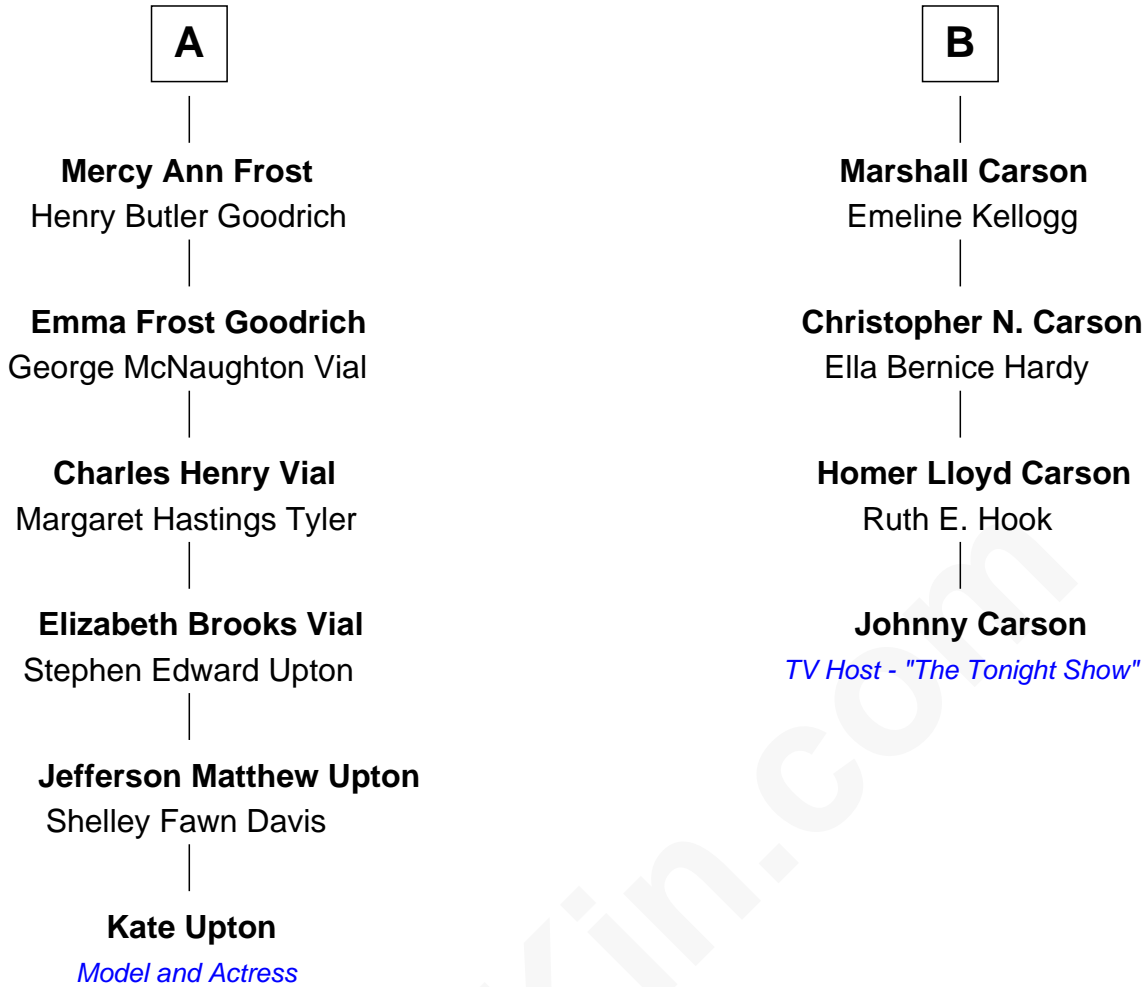 A
Mercy Ann Frost
Henry Butler Goodrich
Emma Frost Goodrich
George McNaughton Vial
Charles Henry Vial
Margaret Hastings Tyler
Elizabeth Brooks Vial
Stephen Edward Upton
Jefferson Matthew Upton
Shelley Fawn Davis
Kate Upton
Model and Actress
B
Marshall Carson
Emeline Kellogg
Christopher N. Carson
Ella Bernice Hardy
Homer Lloyd Carson
Ruth E. Hook
Johnny Carson
TV Host - "The Tonight Show"
Kin.com